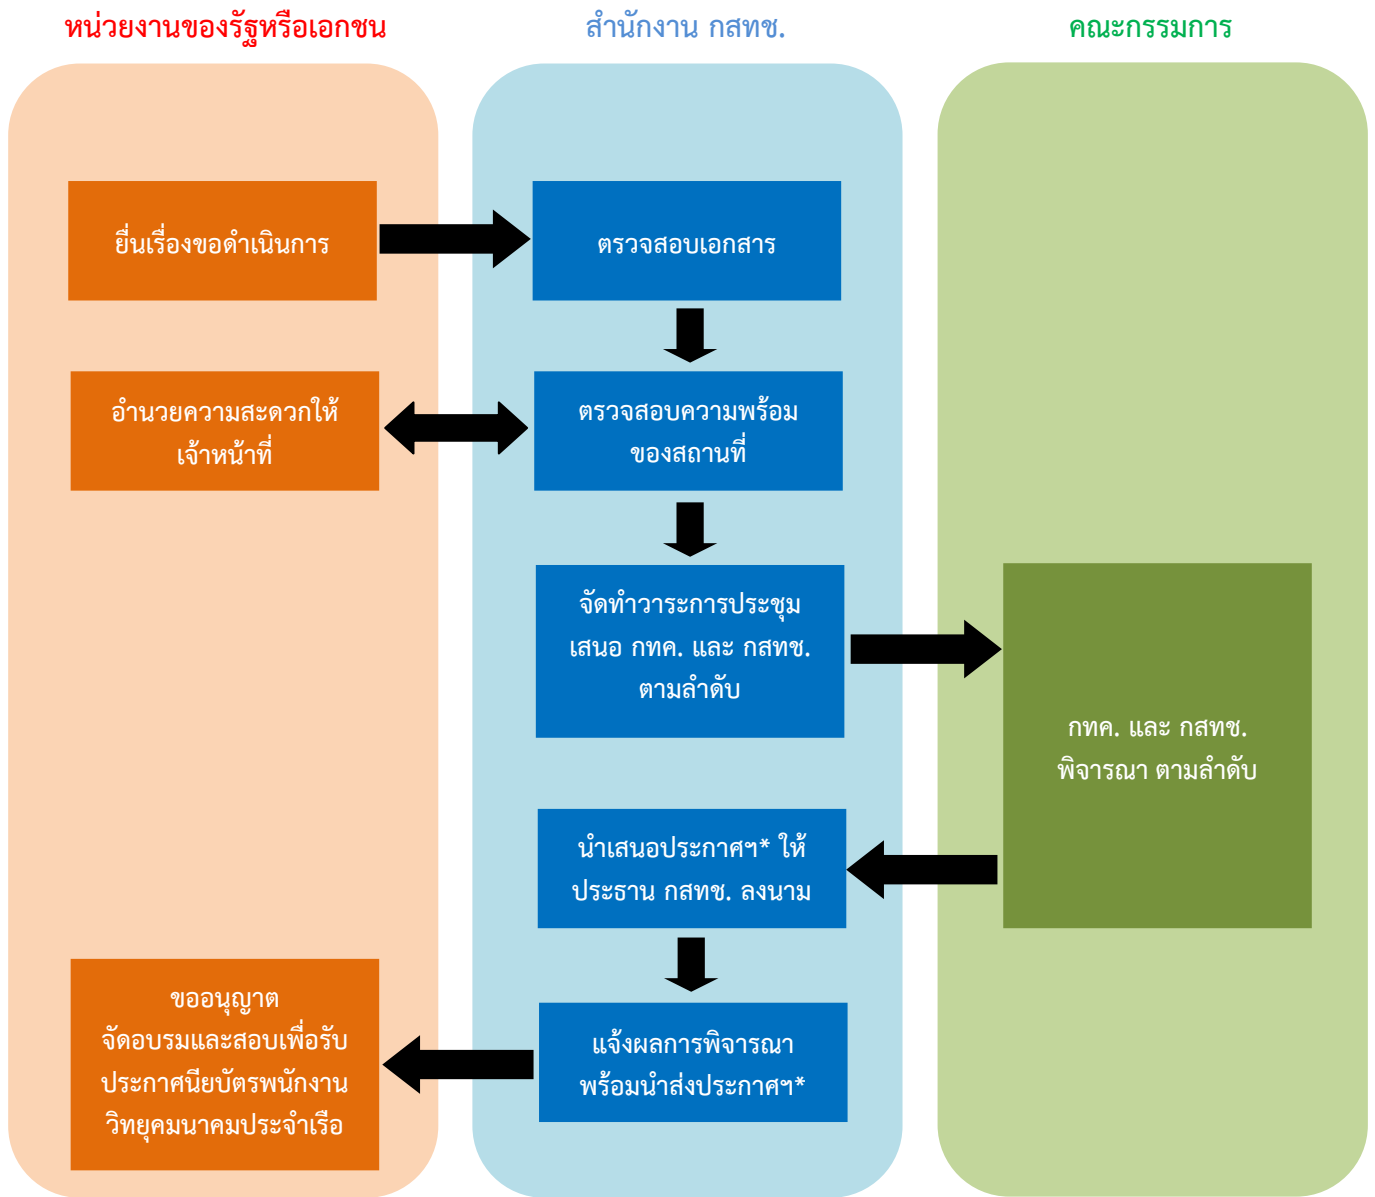 หน่วยงานของรัฐหรือเอกชน
สำนักงาน กสทช.
คณะกรรมการ
ยื่นเรื่องขอดำเนินการ
ตรวจสอบเอกสาร
อำนวยความสะดวกให้
เจ้าหน้าที่
ตรวจสอบความพร้อม
ของสถานที่
จัดทำวาระการประชุม
เสนอ กทค. และ กสทช.
ตามลำดับ
กทค. และ กสทช.
พิจารณา ตามลำดับ
นำเสนอประกาศฯ* ให้
ประธาน กสทช. ลงนาม
ขออนุญาต
จัดอบรมและสอบเพื่อรับ
ประกาศนียบัตรพนักงาน
วิทยุคมนาคมประจำเรือ
แจ้งผลการพิจารณา
พร้อมนำส่งประกาศฯ*